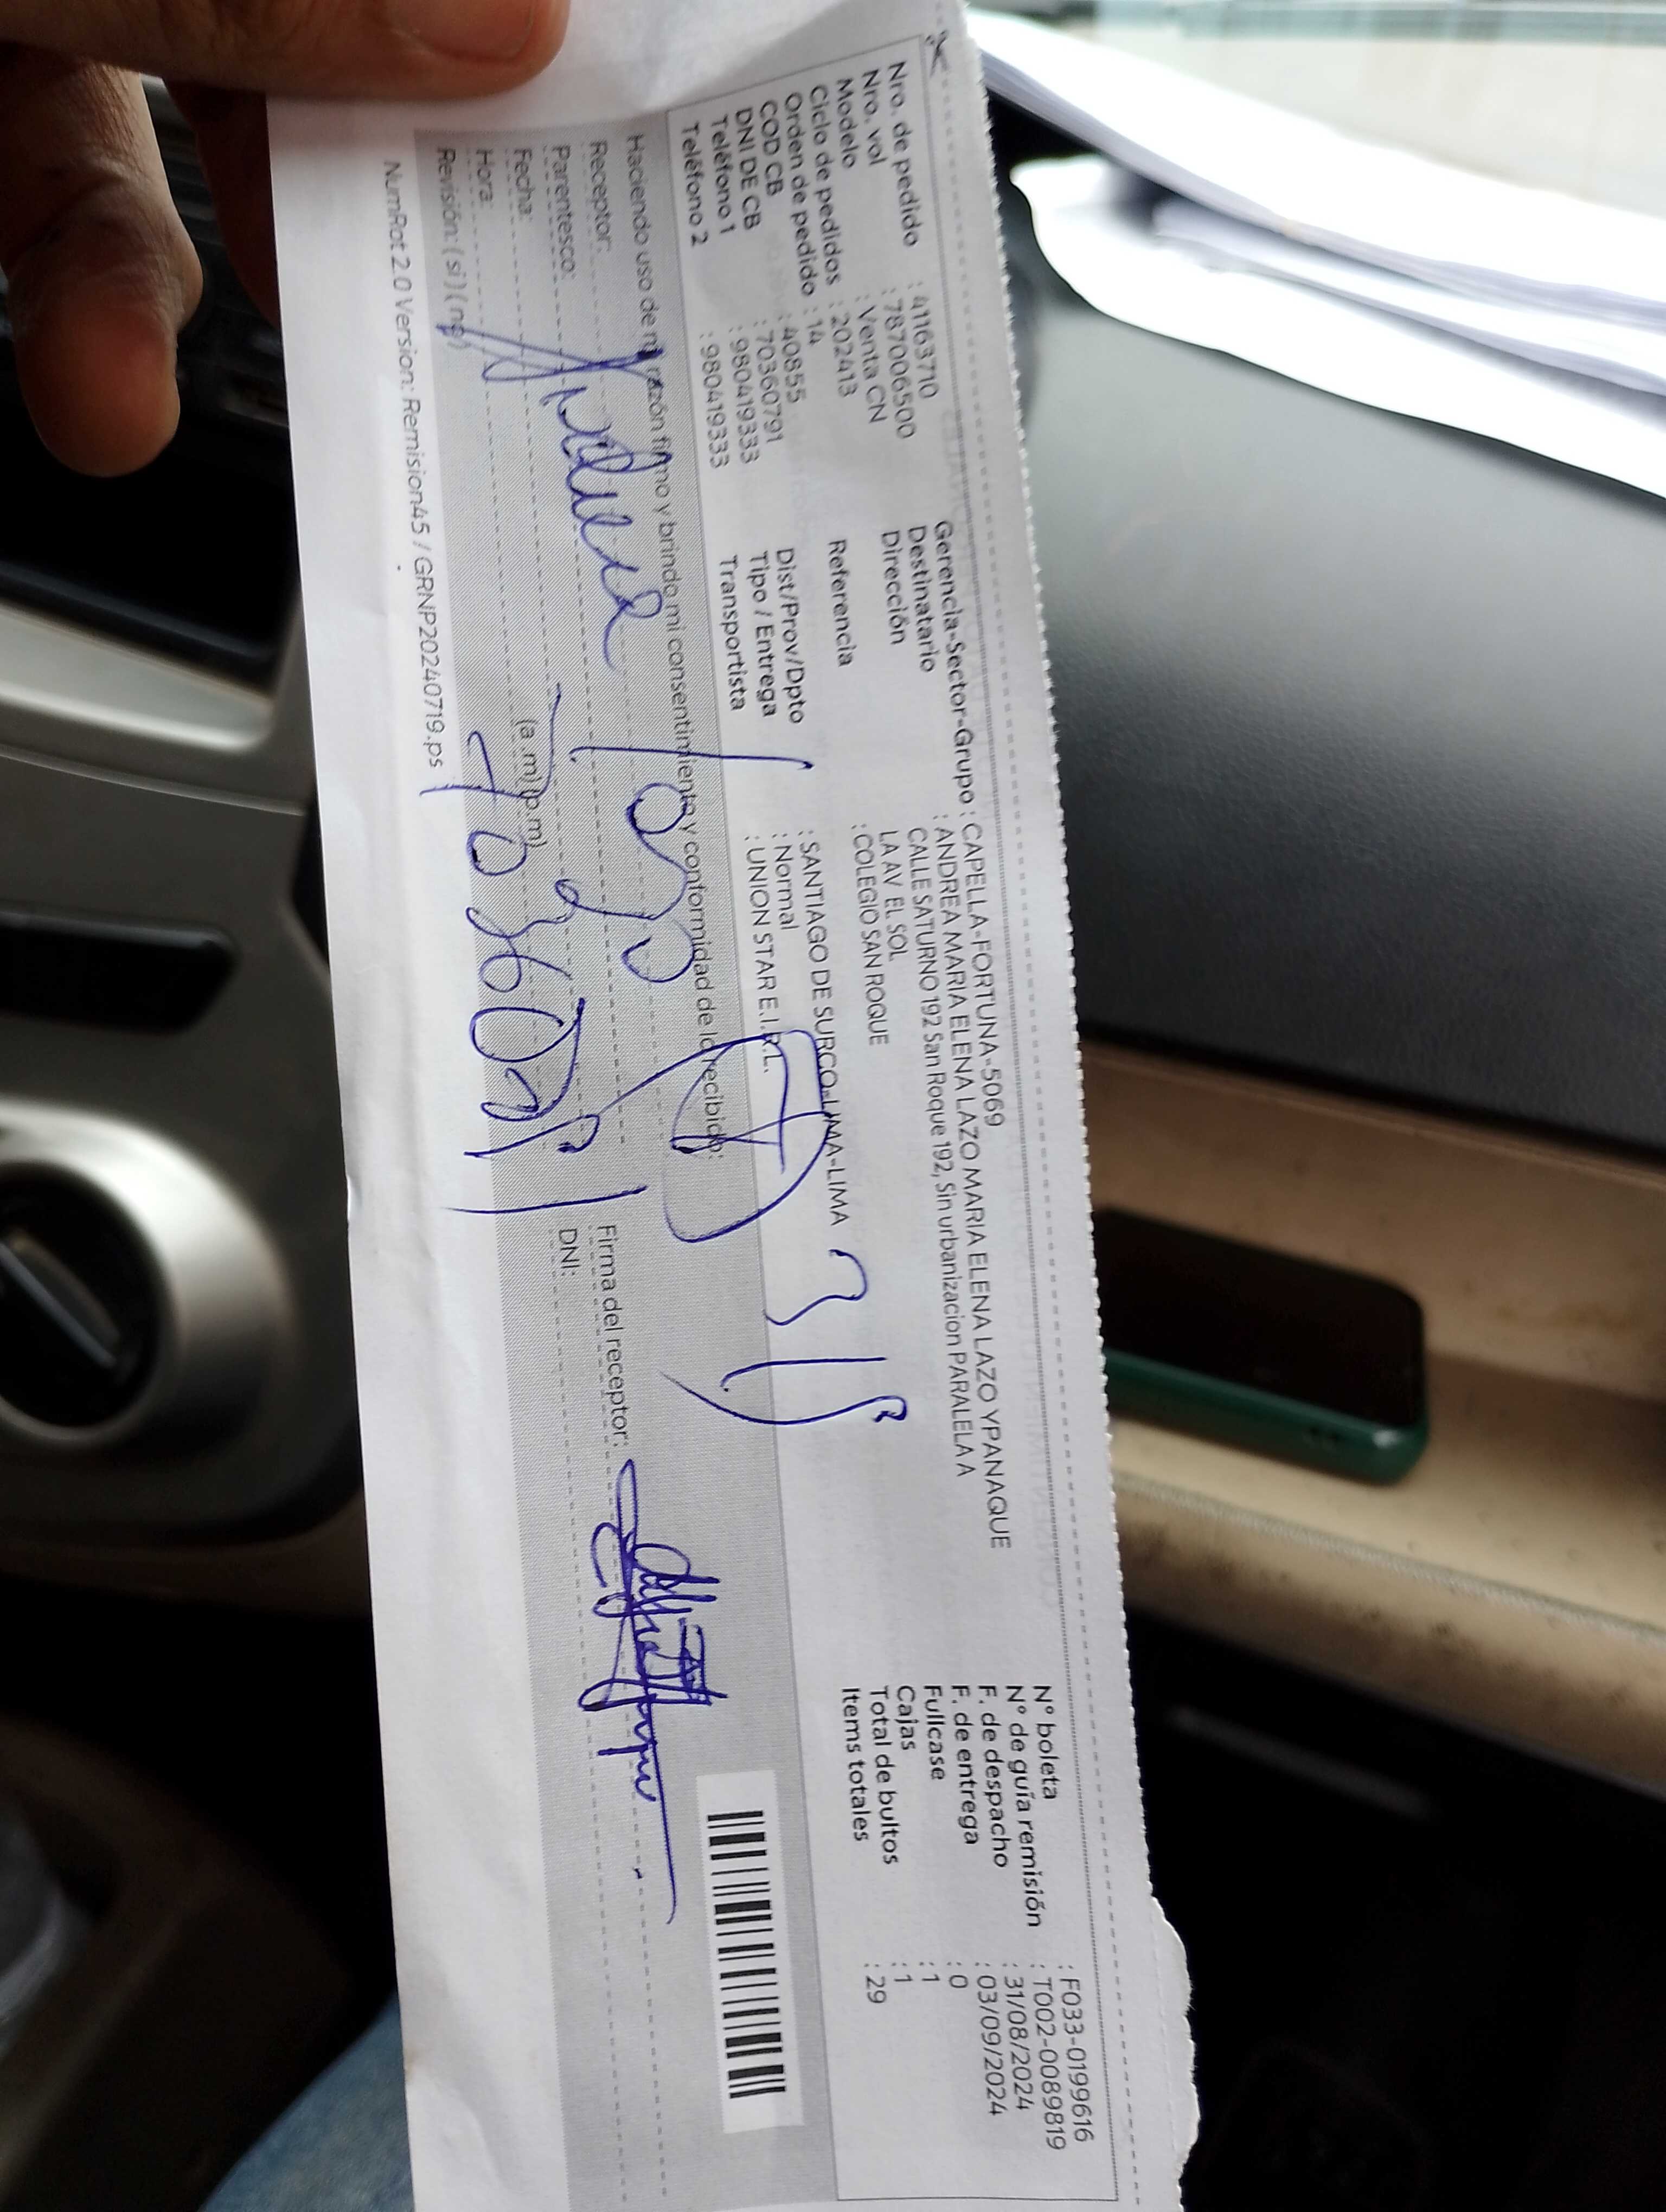 Nro. de pedido : 41163710
Nro. vol : 787006500
Modelo : Venta CN
Ciclo de pedidos : 202413
Orden de pedido : 14
COD CB : 40855
DNI DE CB : 70360791
Teléfono 1 : 980419333
Teléfono 2 : 980419333
Gerencia-Sector-Grupo : CAPELLA-FORTUNA-5069
Destinatario : ANDREA MARIA ELENA LAZO MARIA ELENA LAZO YPANAQUE
Dirección CALLE SATURNO 192 San Roque 192, Sin urbanizacion PARALELA A
LA AV EL SOL
Referencia : COLEGIO SAN ROQUE
Dist/Prov/Dpto : SANTIAGO DE SURCO-LIMA-LIMA
Tipo / Entrega : Normal
Transportista : UNION STAR E.I.R.L.
N° boleta : F033-0199616
N° de guía remisión : T002-0089819
F. de despacho : 31/08/2024
F. de entrega : 03/09/2024
Fullcase : 0
Cajas : 1
Total de bultos : 1
Items totales : 29
Haciendo uso de mi razón firmo y brindo mi consentimiento y conformidad de lo recibido:
Receptor:
Parentesco:
Fecha:
Hora: (a.m)(p.m)
Revisión: (si) (no)
Firma del receptor:
DNI:
70360791
NumRot 2.0 Version: Remision45 / GRNP20240719.ps